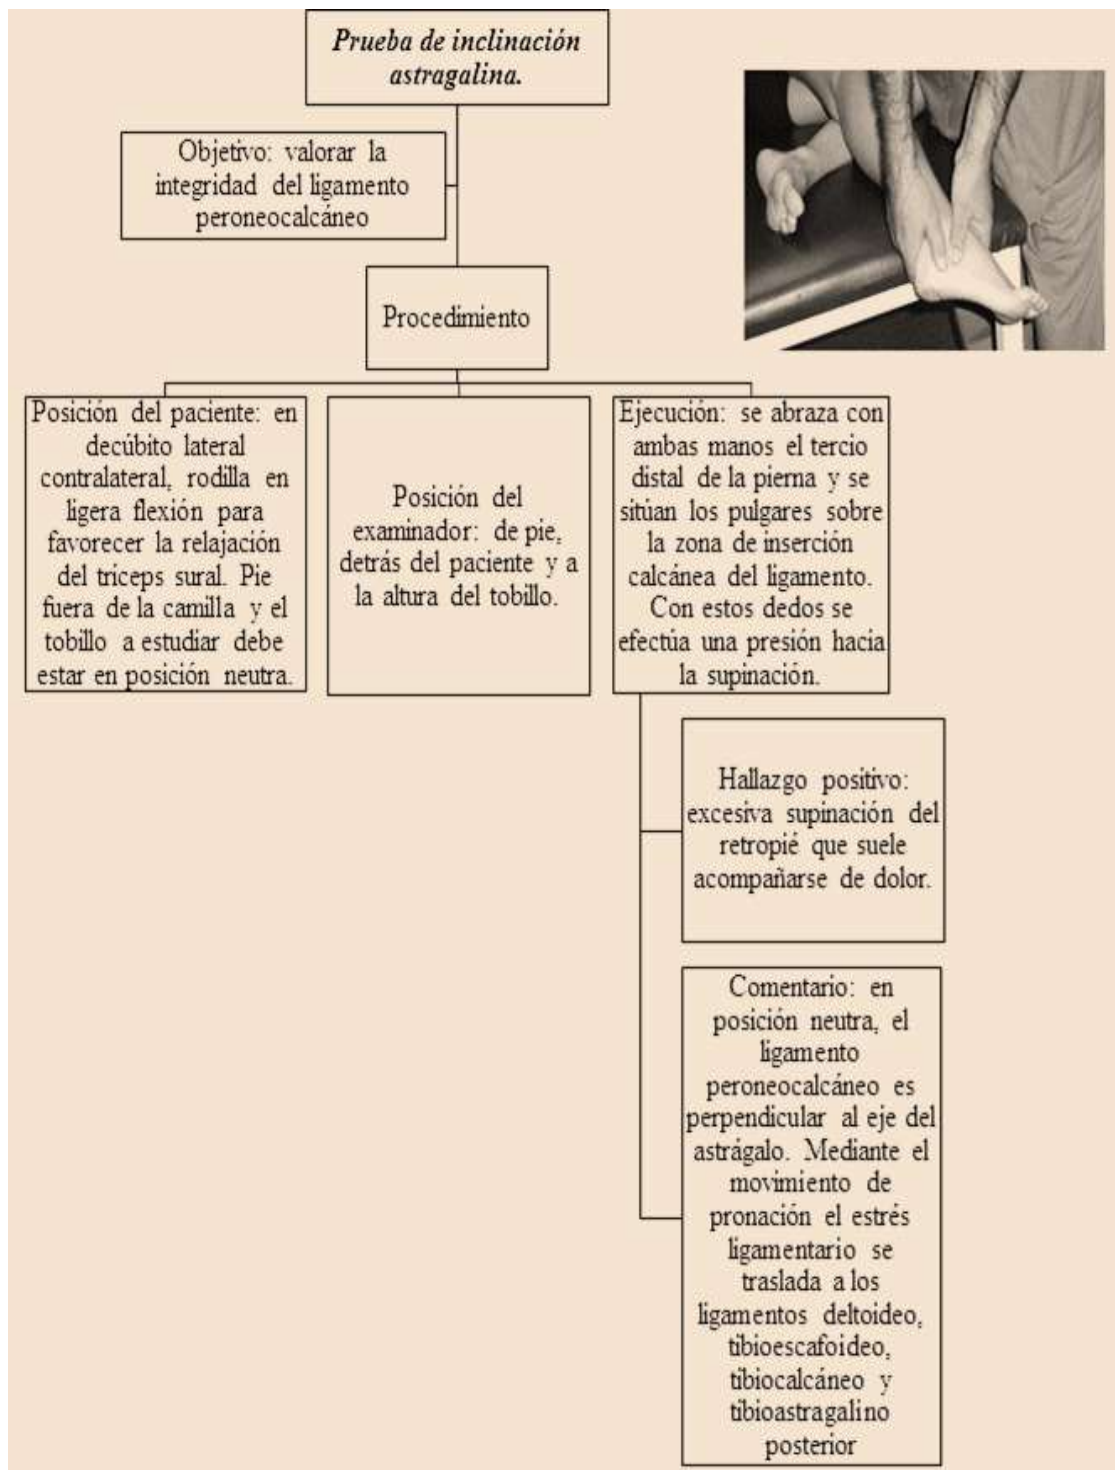 Prueba de inclinación
astragalina.
Objetivo: valorar la
integridad del ligamento
peroneocalcáneo
Procedimiento
Posición del paciente: en
decúbito lateral
contralateral, rodilla en
ligera flexión para
favorecer la relajación
del tríceps sural. Pie
fuera de la camilla y el
tobillo a estudiar debe
estar en posición neutra.
Posición del
examinador: de pie,
detrás del paciente y a
la altura del tobillo.
Ejecución: se abraza con
ambas manos el tercio
distal de la pierna y se
sitúan los pulgares sobre
la zona de inserción
calcánea del ligamento.
Con estos dedos se
efectúa una presión hacia
la supinación.
Hallazgo positivo:
excesiva supinación del
retropié que suele
acompañarse de dolor.
Comentario: en
posición neutra, el
ligamento
peroneocalcáneo es
perpendicular al eje del
astrágalo. Mediante el
movimiento de
pronación el estrés
ligamentario se
traslada a los
ligamentos deltoideo,
tibioescafoideo,
tibiocalcáneo y
tibioastragalino
posterior